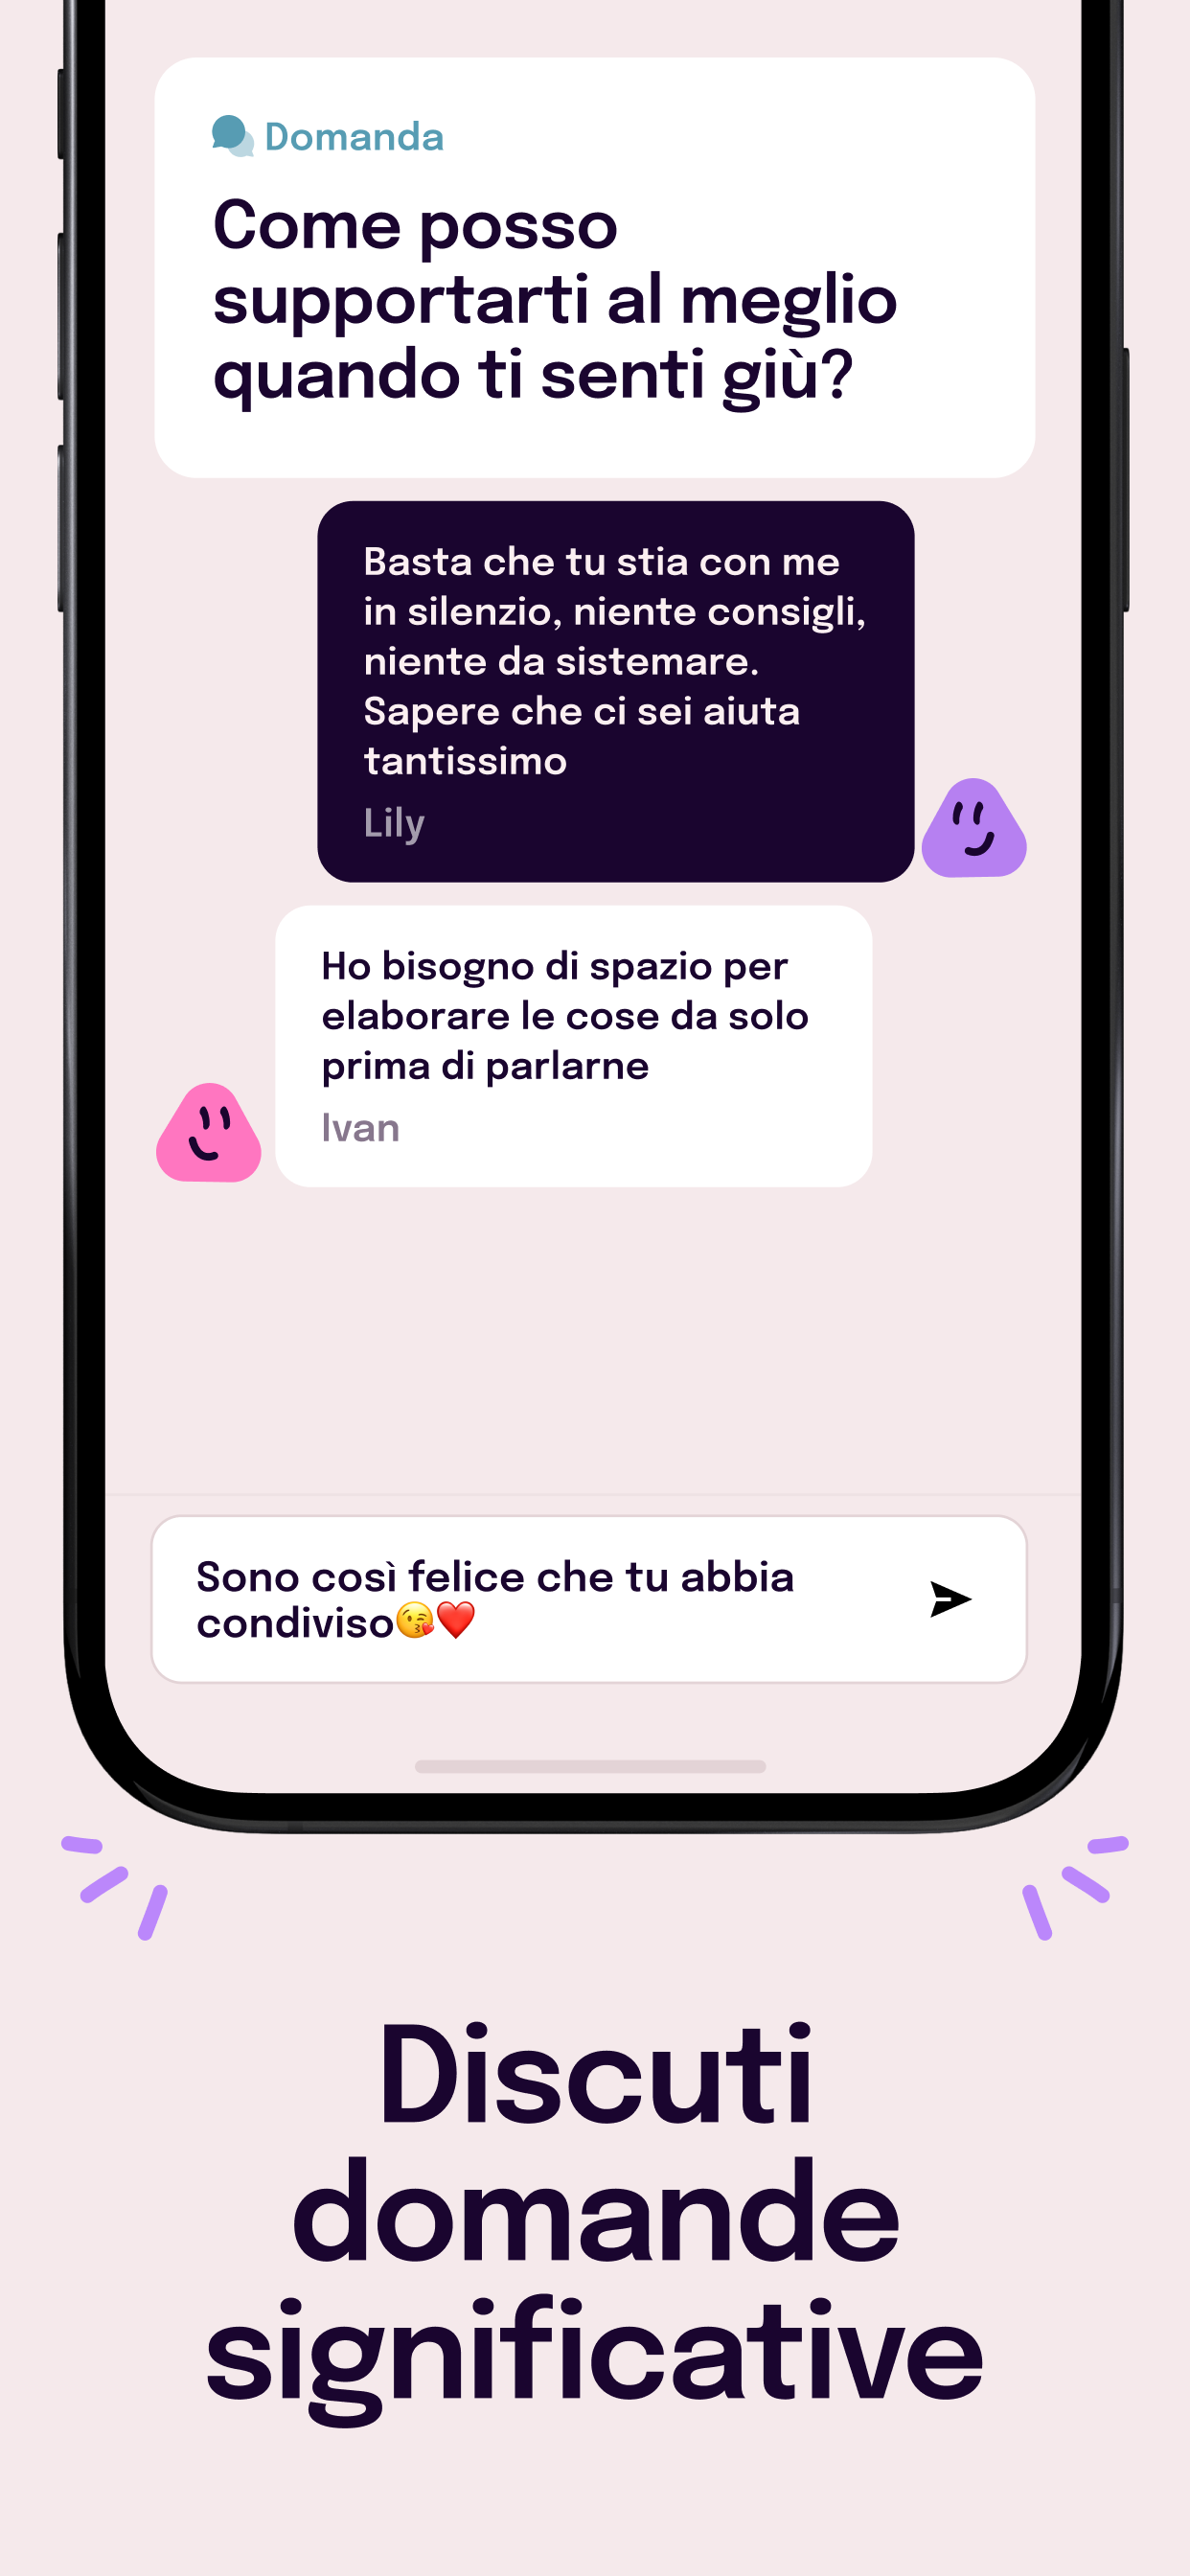 Domanda
Come posso
supportarti al meglio
quando ti senti giù?
Basta che tu stia con me
in silenzio, niente consigli,
niente da sistemare.
Sapere che ci sei aiuta
tantissimo
Lily
Ho bisogno di spazio per
elaborare le cose da solo
prima di parlarne
Ivan
Sono così felice che tu abbia
condiviso😘❤️
Discuti
domande
significative